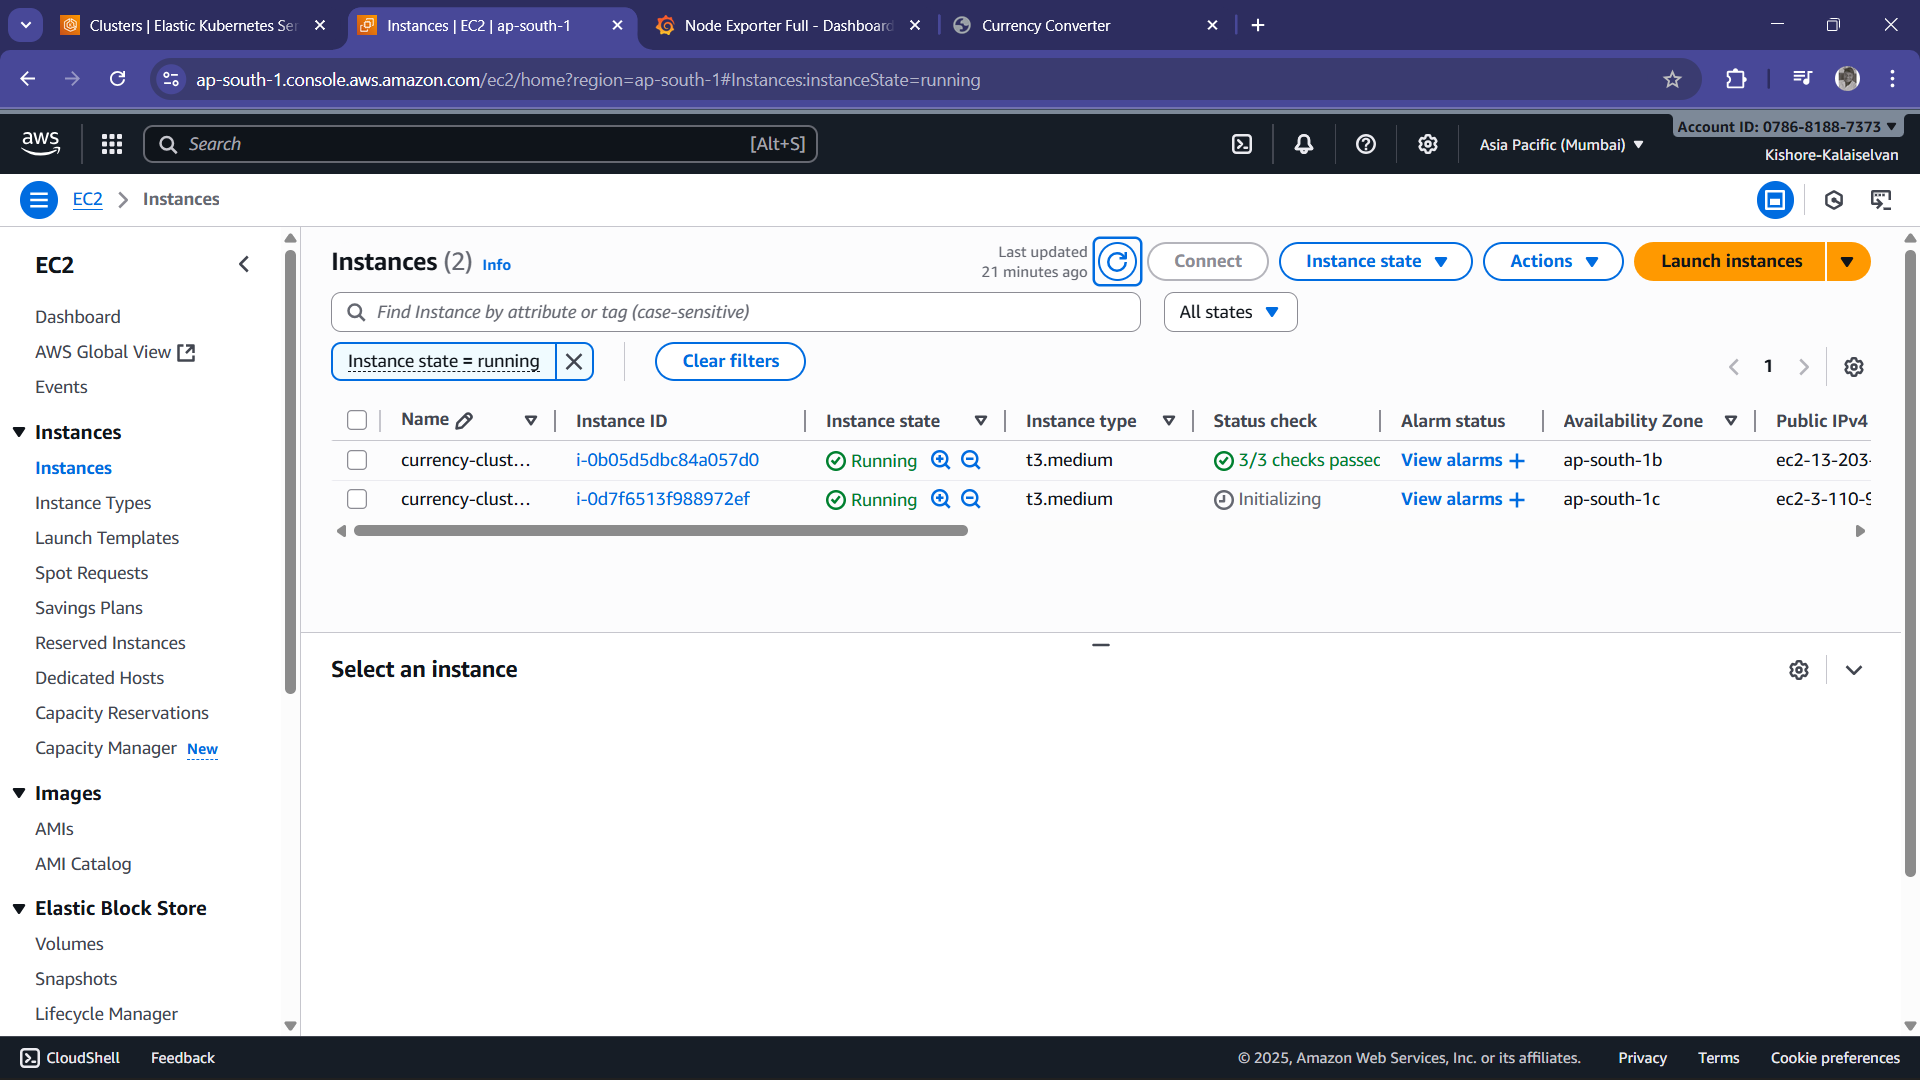 Clusters | Elastic Kubernetes Ser
Instances | EC2 | ap-south-1
Node Exporter Full - Dashboard
Currency Converter
ap-south-1.console.aws.amazon.com/ec2/home?region=ap-south-1#Instances:instanceState=running
aws
Search
[Alt+S]
Asia Pacific (Mumbai)
Account ID: 0786-8188-7373
Kishore-Kalaiselvan
EC2
Instances
EC2
Dashboard
AWS Global View
Events
Instances
Instances
Instance Types
Launch Templates
Spot Requests
Savings Plans
Reserved Instances
Dedicated Hosts
Capacity Reservations
Capacity Manager New
Images
AMIs
AMI Catalog
Elastic Block Store
Volumes
Snapshots
Lifecycle Manager
Instances (2) Info
Last updated
21 minutes ago
Connect
Instance state
Actions
Launch instances
Find Instance by attribute or tag (case-sensitive)
All states
Instance state = running
Clear filters
1
Name Instance ID Instance state Instance type Status check Alarm status Availability Zone Public IPv4
currency-clust... i-0b05d5dbc84a057d0 Running t3.medium 3/3 checks passed View alarms + ap-south-1b ec2-13-203-
currency-clust... i-0d7f6513f988972ef Running t3.medium Initializing View alarms + ap-south-1c ec2-3-110-9
Select an instance
CloudShell
Feedback
© 2025, Amazon Web Services, Inc. or its affiliates.
Privacy
Terms
Cookie preferences